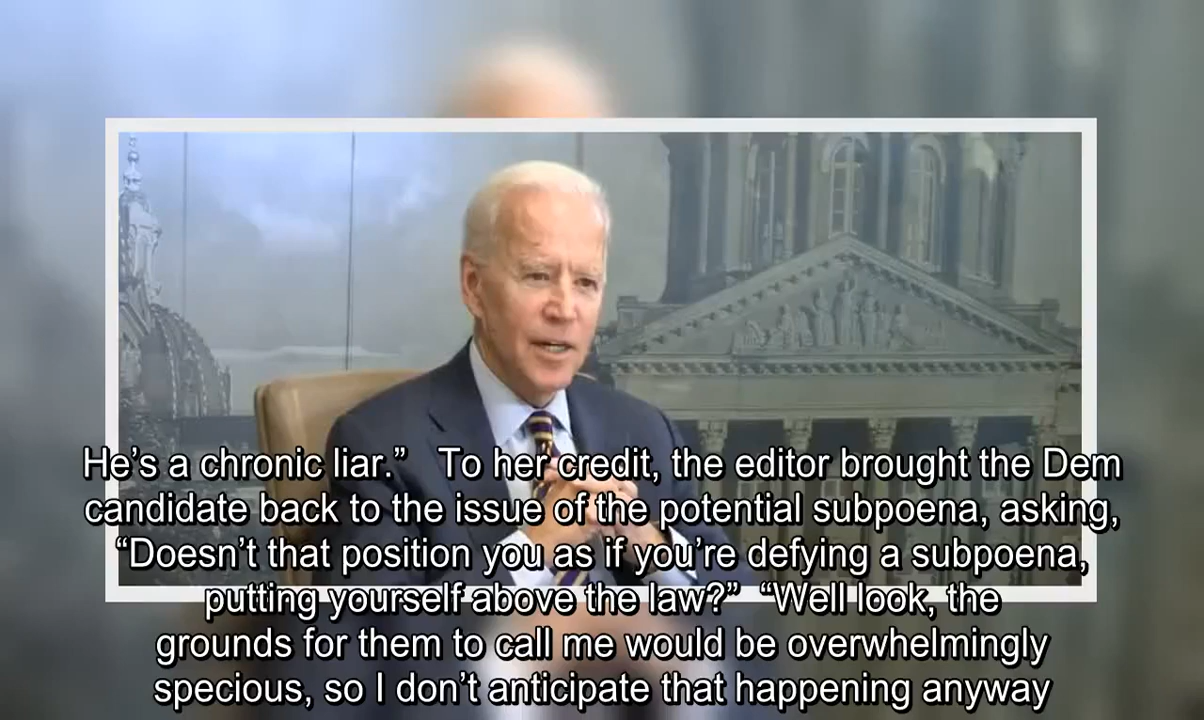 He’s a chronic liar.” To her credit, the editor brought the Dem
candidate back to the issue of the potential subpoena, asking,
“Doesn’t that position you as if you’re defying a subpoena,
putting yourself above the law?” “Well look, the
grounds for them to call me would be overwhelmingly
specious, so I don’t anticipate that happening anyway